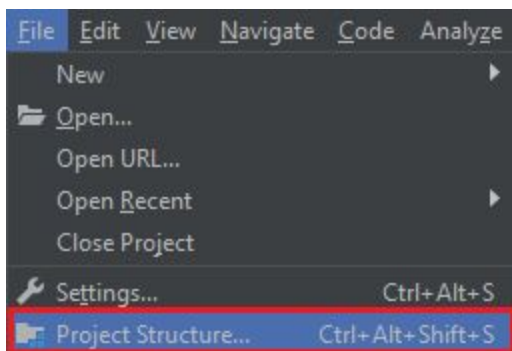 File Edit View Navigate Code Analyze
New
Open...
Open URL...
Open Recent
Close Project
Settings... Ctrl+Alt+S
Project Structure... Ctrl+Alt+Shift+S